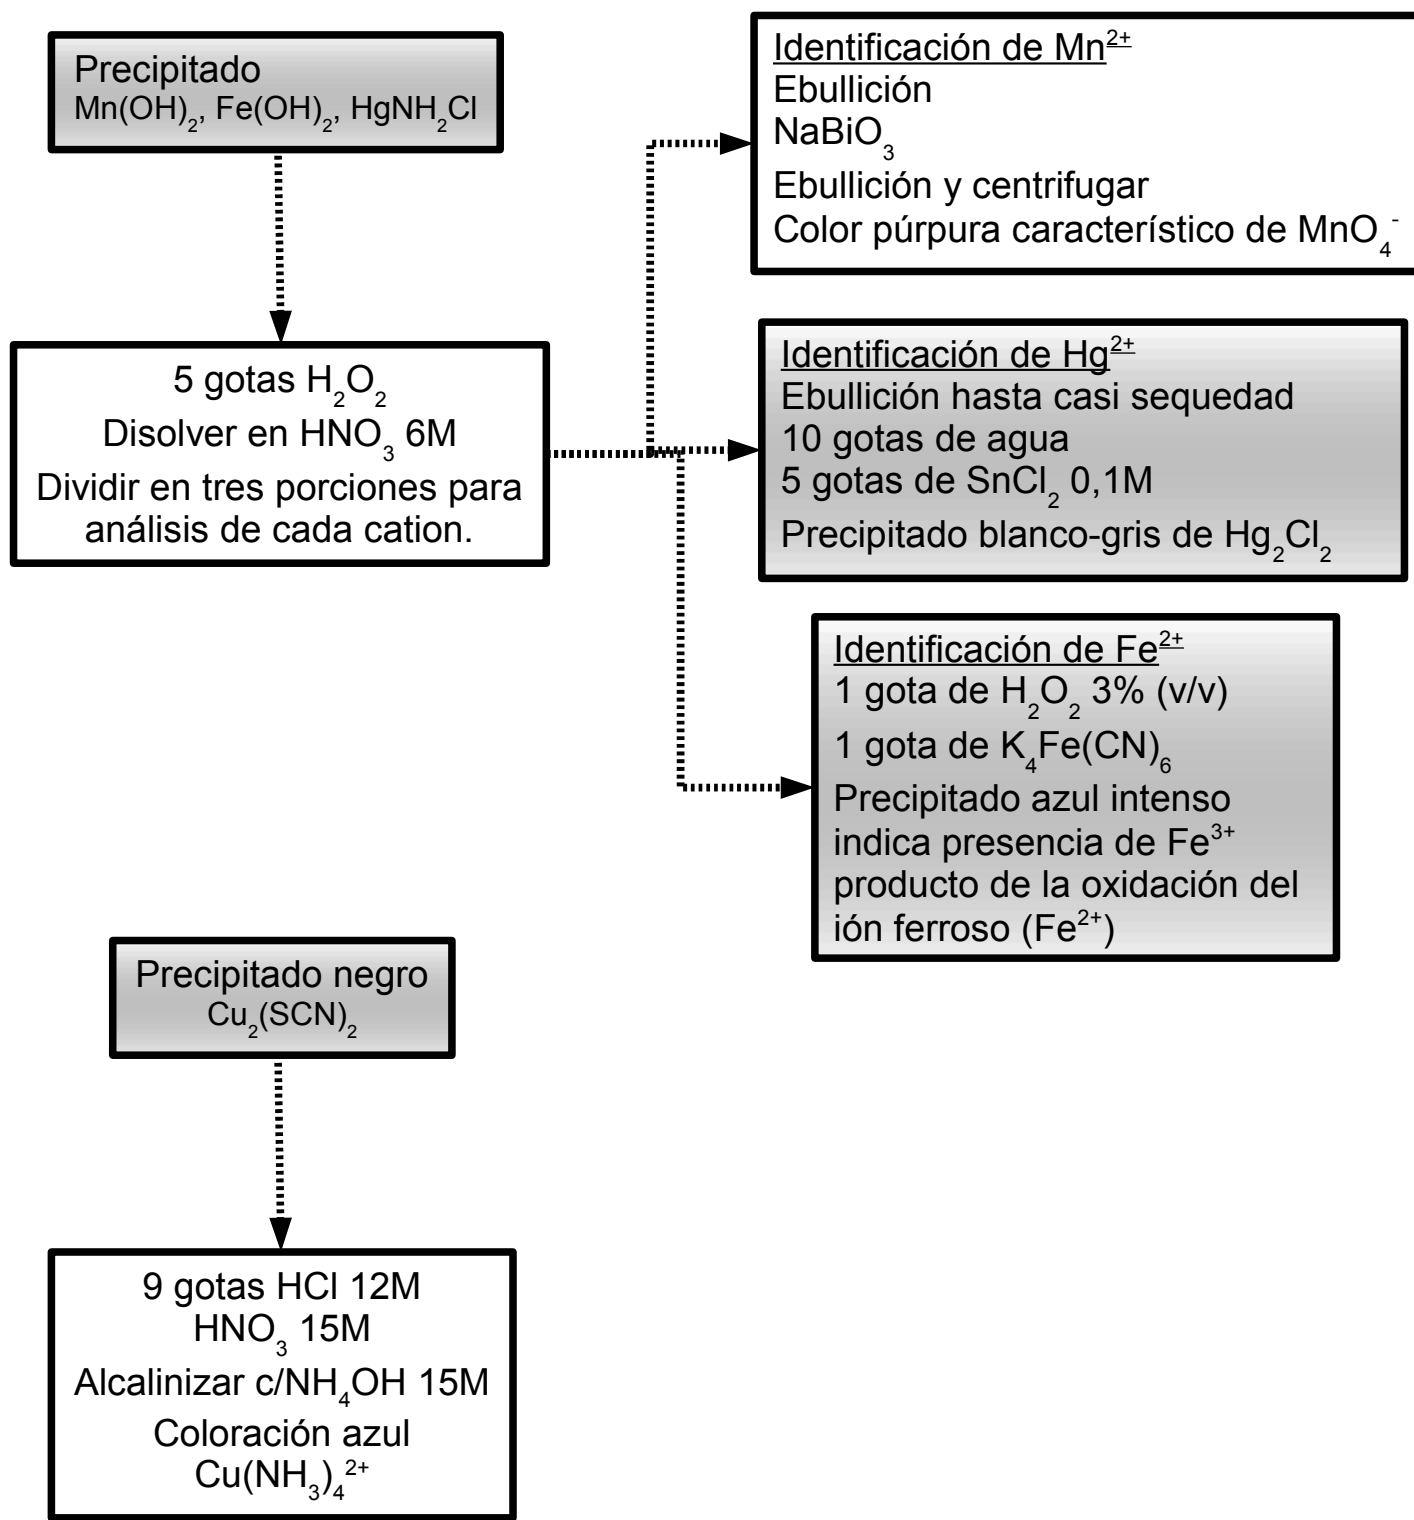 Precipitado
Mn(OH)₂, Fe(OH)₂, HgNH₂Cl
5 gotas H₂O₂
Disolver en HNO₃ 6M
Dividir en tres porciones para
análisis de cada cation.
Identificación de Mn²⁺
Ebullición
NaBiO₃
Ebullición y centrifugar
Color púrpura característico de MnO₄⁻
Identificación de Hg²⁺
Ebullición hasta casi sequedad
10 gotas de agua
5 gotas de SnCl₂ 0,1M
Precipitado blanco-gris de Hg₂Cl₂
Identificación de Fe²⁺
1 gota de H₂O₂ 3% (v/v)
1 gota de K₄Fe(CN)₆
Precipitado azul intenso
indica presencia de Fe³⁺
producto de la oxidación del
ión ferroso (Fe²⁺)
Precipitado negro
Cu₂(SCN)₂
9 gotas HCl 12M
HNO₃ 15M
Alcalinizar c/NH₄OH 15M
Coloración azul
Cu(NH₃)₄²⁺